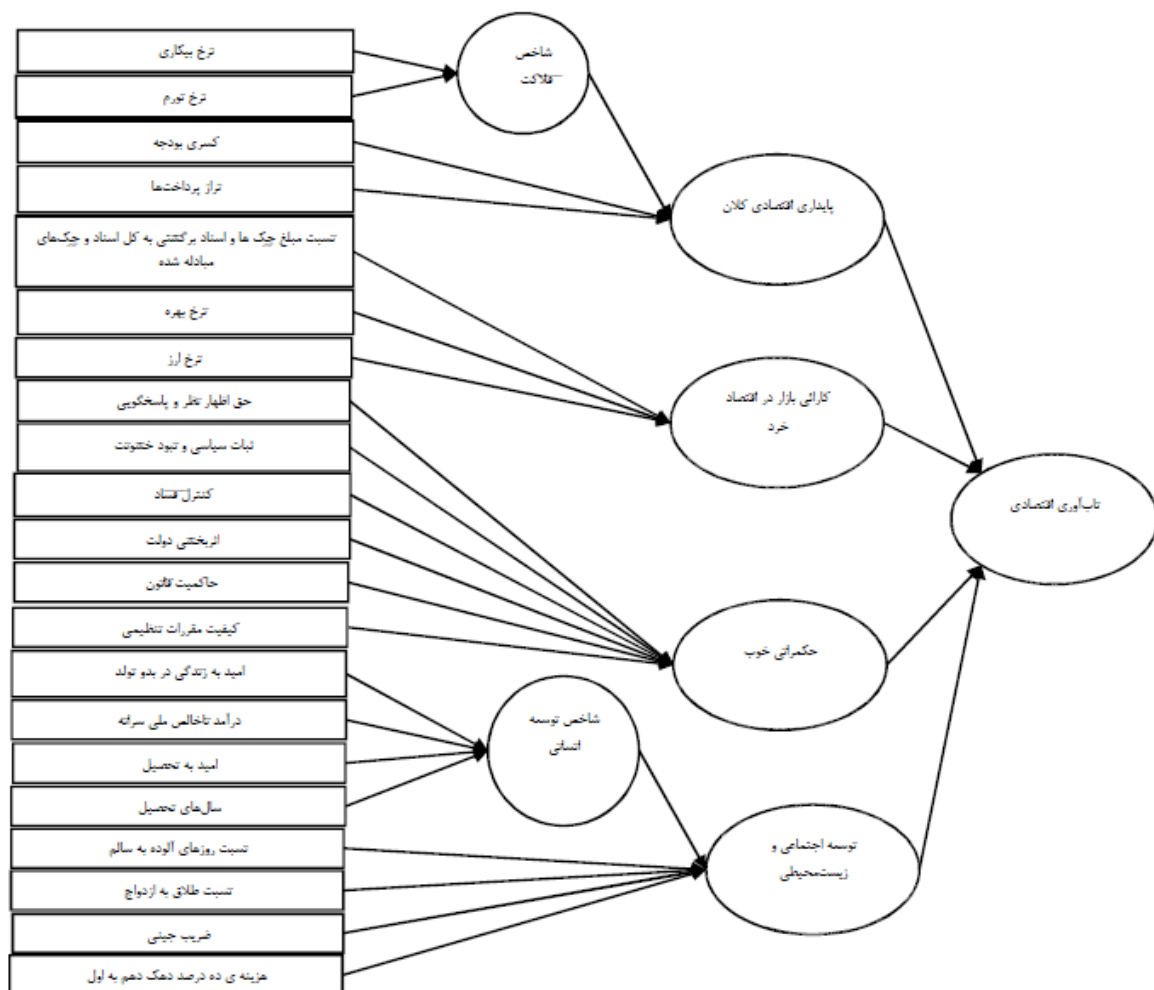 نرخ بیکاری
نرخ تورم
کسری بودجه
تراز پرداخت‌ها
نسبت مبلغ چک ها و اسناد برگشتی به کل اسناد و چک‌های
مبادله شده
نرخ بهره
نرخ ارز
حق اظهار نظر و پاسخگویی
ثبات سیاسی و نبود خشونت
کنترل فساد
اثربخشی دولت
حاکمیت قانون
کیفیت مقررات تنظیمی
امید به زندگی در بدو تولد
درآمد ناخالص ملی سرانه
امید به تحصیل
سال‌های تحصیل
نسبت روزهای آلوده به سالم
نسبت طلاق به ازدواج
ضریب جینی
هزینه ی ده درصد دهک دهم به اول
شاخص
فلاکت
شاخص توسعه
انسانی
پایداری اقتصادی کلان
کارائی بازار در اقتصاد
خرد
حکمرانی خوب
توسعه اجتماعی و
زیست‌محیطی
تاب‌آوری اقتصادی